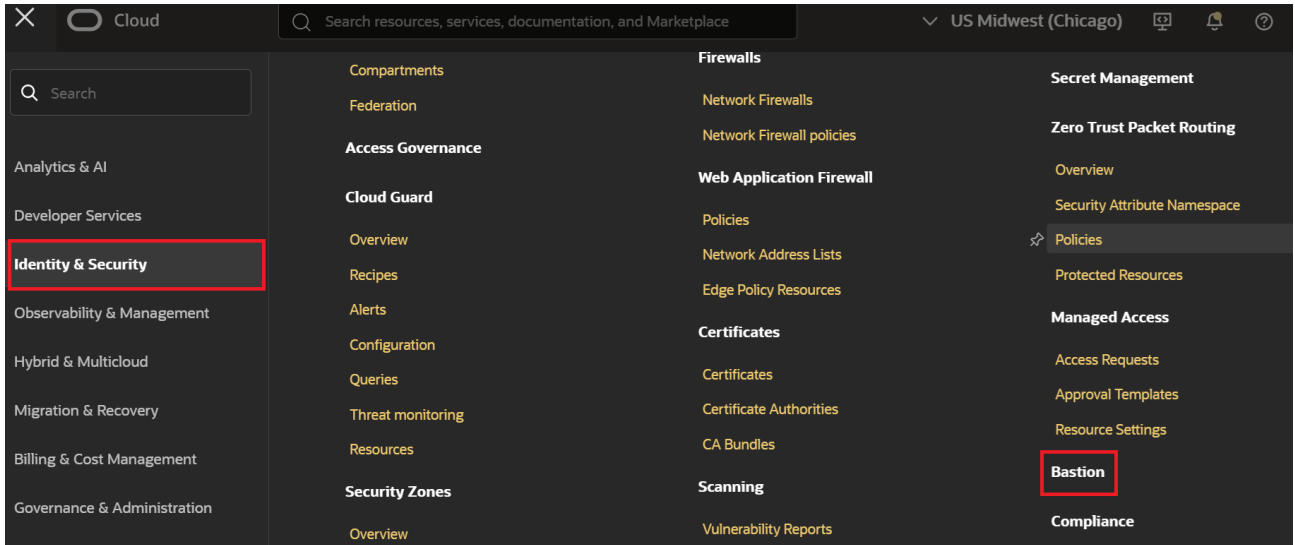 Cloud
Search resources, services, documentation, and Marketplace
US Midwest (Chicago)
Search
Analytics & AI
Developer Services
Identity & Security
Observability & Management
Hybrid & Multicloud
Migration & Recovery
Billing & Cost Management
Governance & Administration
Compartments
Federation
Access Governance
Cloud Guard
Overview
Recipes
Alerts
Configuration
Queries
Threat monitoring
Resources
Security Zones
Overview
Firewalls
Network Firewalls
Network Firewall policies
Web Application Firewall
Policies
Network Address Lists
Edge Policy Resources
Certificates
Certificates
Certificate Authorities
CA Bundles
Scanning
Vulnerability Reports
Secret Management
Zero Trust Packet Routing
Overview
Security Attribute Namespace
Policies
Protected Resources
Managed Access
Access Requests
Approval Templates
Resource Settings
Bastion
Compliance